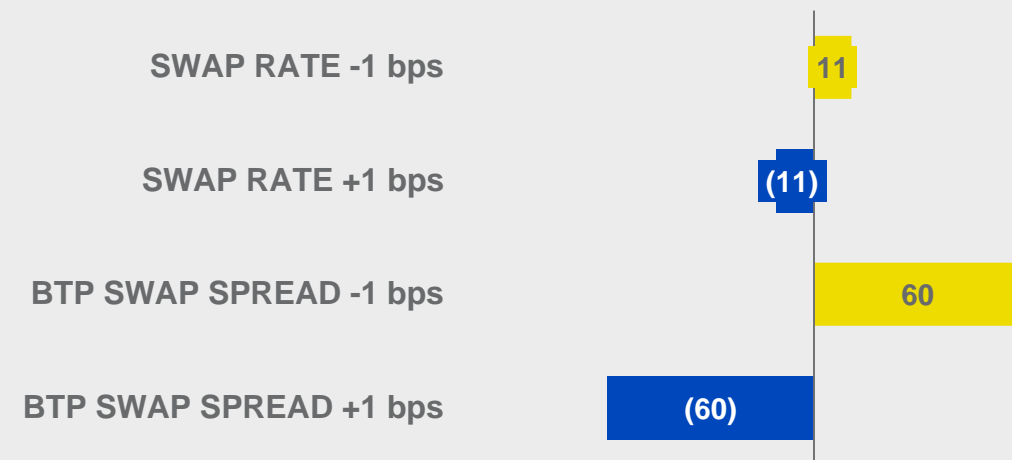 SWAP RATE -1 bps 11
SWAP RATE +1 bps (11)
BTP SWAP SPREAD -1 bps 60
BTP SWAP SPREAD +1 bps (60)